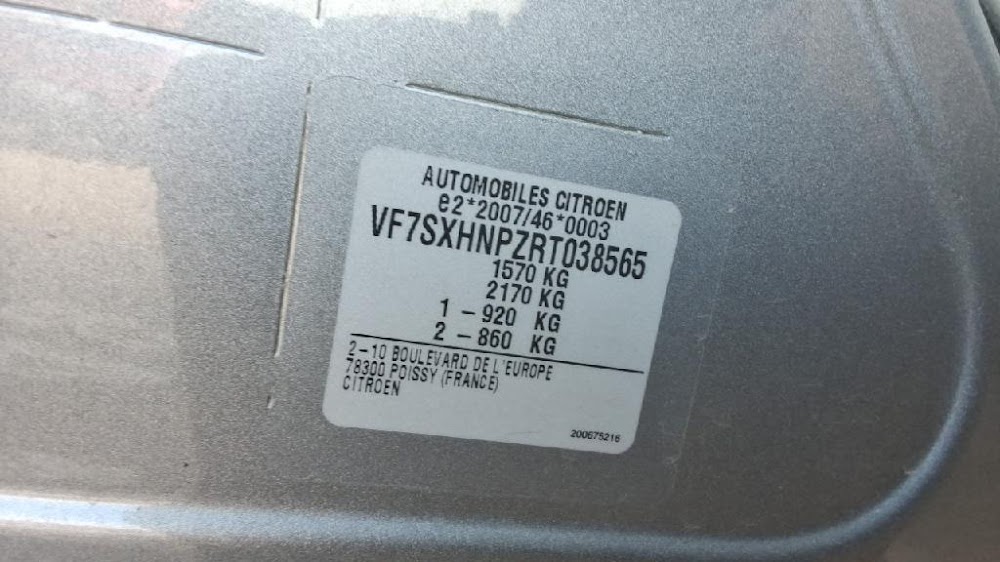 AUTOMOBILES CITROEN
e2*2007/46*0003
VF7SXHNPZRT038565
1570 KG
2170 KG
1 – 920 KG
2 – 860 KG
2–10 BOULEVARD DE L'EUROPE
78300 POISSY (FRANCE)
CITROEN
200675216